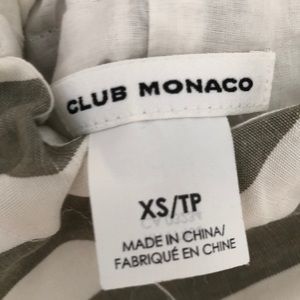 CLUB MONACO
XS/TP
MADE IN CHINA/
FABRIQUÉ EN CHINE